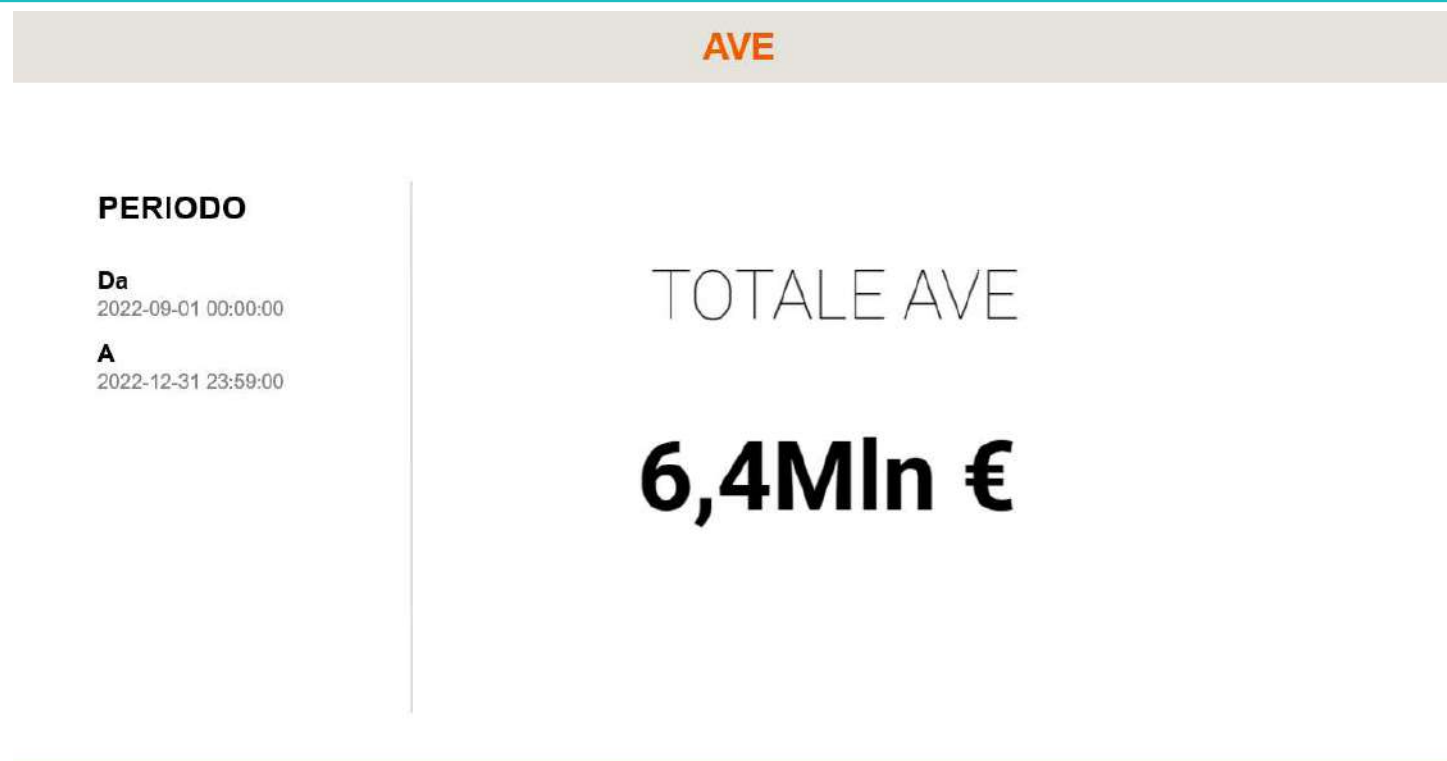 AVE
PERIODO
Da
2022-09-01 00:00:00
A
2022-12-31 23:59:00
TOTALE AVE
6,4Mln €